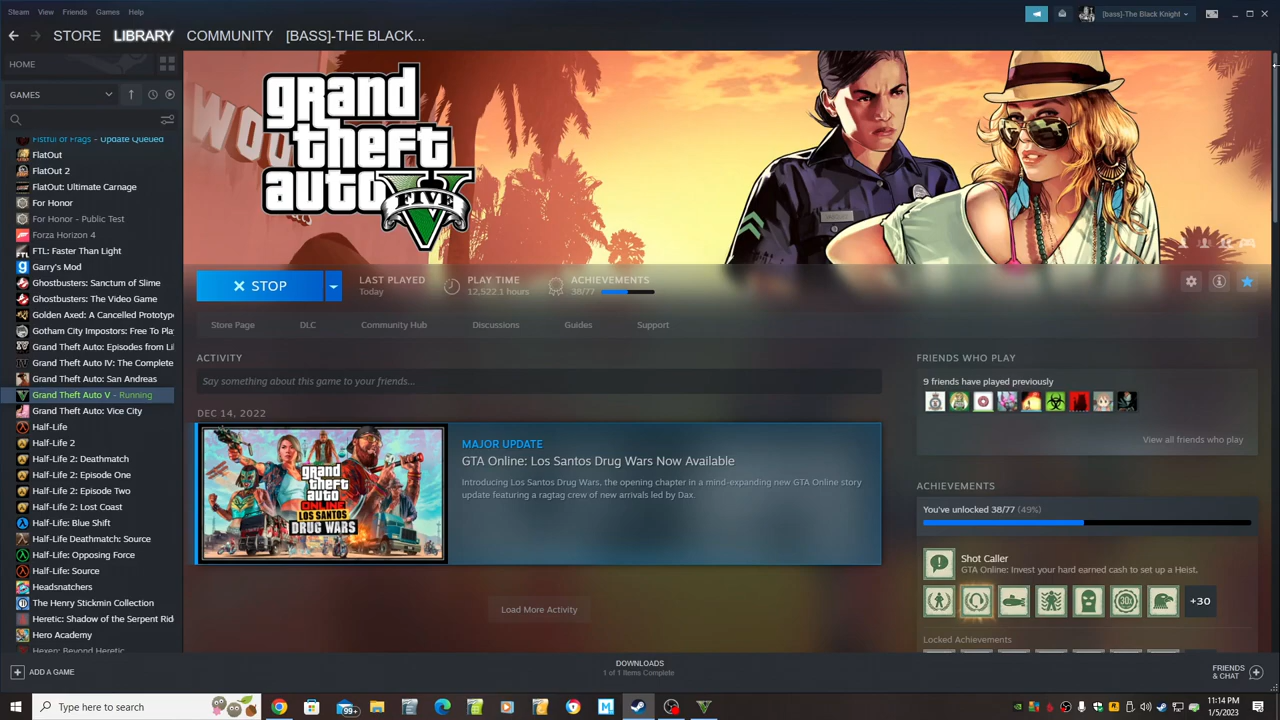 Steam View Friends Games Help
[bass]-The Black Knight
STORE LIBRARY COMMUNITY [BASS]-THE BLACK...
HOME
GAMES
Fistful of Frags - Update Queued
FlatOut
FlatOut 2
FlatOut: Ultimate Carnage
For Honor
For Honor - Public Test
Forza Horizon 4
FTL: Faster Than Light
Garry's Mod
Ghostbusters: Sanctum of Slime
Ghostbusters: The Video Game
Golden Axed: A Cancelled Prototype
Gotham City Impostors: Free To Pla
Grand Theft Auto: Episodes from Li
Grand Theft Auto IV: The Complete
Grand Theft Auto: San Andreas
Grand Theft Auto V - Running
Grand Theft Auto: Vice City
Half-Life
Half-Life 2
Half-Life 2: Deathmatch
Half-Life 2: Episode One
Half-Life 2: Episode Two
Half-Life 2: Lost Coast
Half-Life: Blue Shift
Half-Life Deathmatch: Source
Half-Life: Opposing Force
Half-Life: Source
Headsnatchers
The Henry Stickmin Collection
Heretic: Shadow of the Serpent Rid
Hero Academy
Hexen: Beyond Heretic
grand
theft
auto
FIVE
V
STOP
LAST PLAYED
Today
PLAY TIME
12,522.1 hours
ACHIEVEMENTS
38/77
Store Page DLC Community Hub Discussions Guides Support
ACTIVITY
Say something about this game to your friends...
DEC 14, 2022
grand
theft
auto
ONLINE
LOS SANTOS
DRUG WARS
MAJOR UPDATE
GTA Online: Los Santos Drug Wars Now Available
Introducing Los Santos Drug Wars, the opening chapter in a mind-expanding new GTA Online story
update featuring a ragtag crew of new arrivals led by Dax.
Load More Activity
FRIENDS WHO PLAY
9 friends have played previously
View all friends who play
ACHIEVEMENTS
You've unlocked 38/77 (49%)
Shot Caller
GTA Online: Invest your hard earned cash to set up a Heist.
30x
+30
Locked Achievements
ADD A GAME
DOWNLOADS
1 of 1 Items Complete
FRIENDS
& CHAT
Type here to search
99+
11:14 PM
1/5/2023